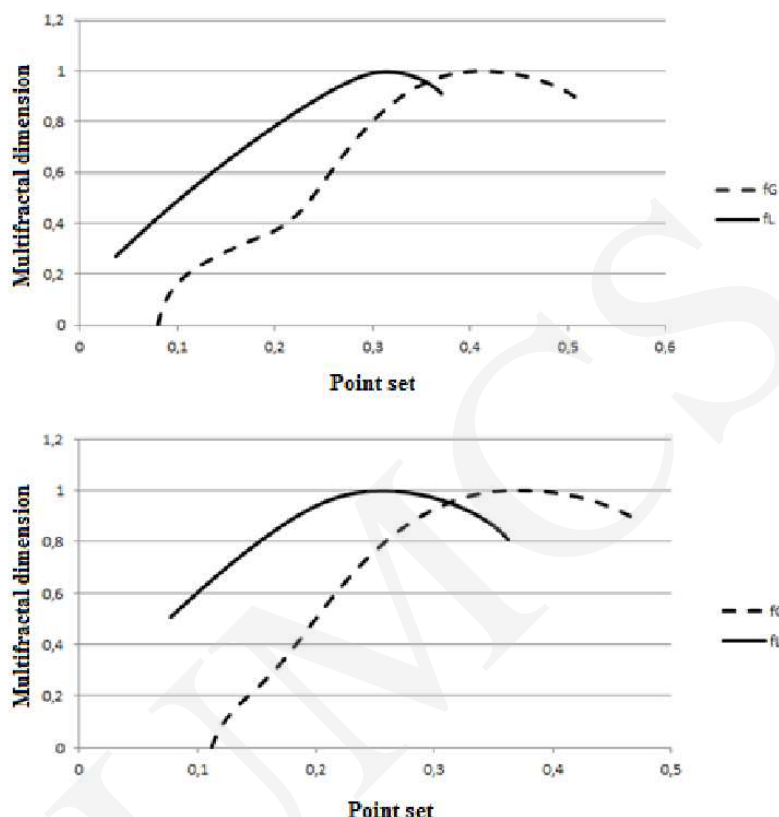 1,2
1
0,8
0,6
0,4
0,2
0
0 0,1 0,2 0,3 0,4 0,5 0,6
Multifractal dimension
Point set
fG
fL
1,2
1
0,8
0,6
0,4
0,2
0
0 0,1 0,2 0,3 0,4 0,5
Multifractal dimension
Point set
f
f
UMCS